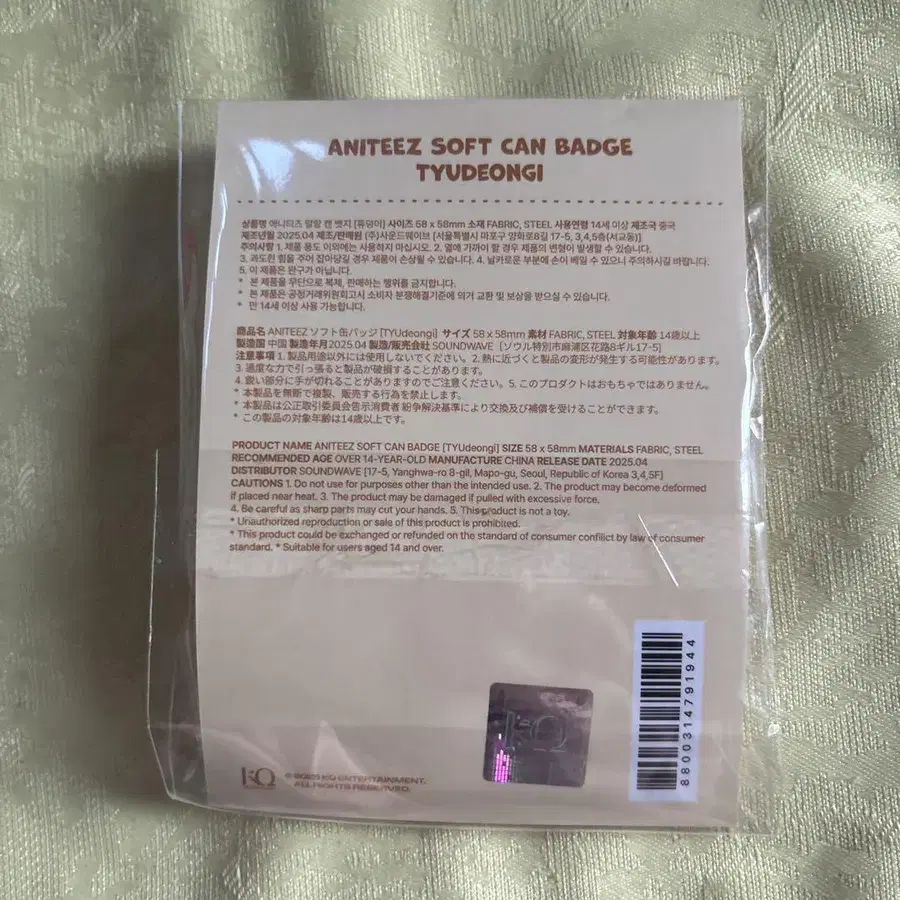 ANITEEZ SOFT CAN BADGE
TYUDEONGI
상품명 애니티즈 말랑 캔 뱃지 [튜덩이] 사이즈 58 x 58mm 소재 FABRIC, STEEL 사용연령 14세 이상 제조국 중국
제조년월 2025.04 제조/판매원 (주)사운드웨이브 [서울특별시 마포구 양화로8길 17-5, 3,4,5층(서교동)]
주의사항 1. 제품 용도 이외에는 사용하지 마십시오. 2. 열에 가까이 할 경우 제품의 변형이 발생할 수 있습니다.
3. 과도한 힘을 주어 잡아당길 경우 제품이 손상될 수 있습니다. 4. 날카로운 부분에 손이 베일 수 있으니 주의하시길 바랍니다.
5. 이 제품은 완구가 아닙니다.
* 본 제품을 무단으로 복제, 판매하는 행위를 금지합니다.
* 본 제품은 공정거래위원회고시 소비자 분쟁해결기준에 의거 교환 및 보상을 받으실 수 있습니다.
* 만 14세 이상 사용 가능합니다.
商品名 ANITEEZ ソフト缶バッジ [TYUdeongi] サイズ 58 x 58mm 素材 FABRIC, STEEL 対象年齢 14歳以上
製造国 中国 製造年月 2025.04 製造/販売会社 SOUNDWAVE [ソウル特別市麻浦区花路8ギル17-5]
注意事項 1. 製品用途以外には使用しないでください。2. 熱に近づくと製品の変形が発生する可能性があります。
3. 過度な力で引っ張ると製品が破損することがあります。
4. 鋭い部分に手が切れることがありますのでご注意ください。5. このプロダクトはおもちゃではありません。
* 本製品を無断で複製、販売する行為を禁止します。
* 本製品は公正取引委員会告示消費者 紛争解決基準により交換及び補償を受けることができます。
* この製品の対象年齢は14歳以上です。
PRODUCT NAME ANITEEZ SOFT CAN BADGE [TYUdeongi] SIZE 58 x 58mm MATERIALS FABRIC, STEEL
RECOMMENDED AGE OVER 14-YEAR-OLD MANUFACTURE CHINA RELEASE DATE 2025.04
DISTRIBUTOR SOUNDWAVE [17-5, Yanghwa-ro 8-gil, Mapo-gu, Seoul, Republic of Korea 3,4,5F]
CAUTIONS 1. Do not use for purposes other than the intended use. 2. The product may become deformed
if placed near heat. 3. The product may be damaged if pulled with excessive force.
4. Be careful as sharp parts may cut your hands. 5. This product is not a toy.
* Unauthorized reproduction or sale of this product is prohibited.
* This product could be exchanged or refunded on the standard of consumer conflict by law of consumer
standard. * Suitable for users aged 14 and over.
KQ
KQ
© 2025 KQ ENTERTAINMENT.
ALL RIGHTS RESERVED.
8800314791944